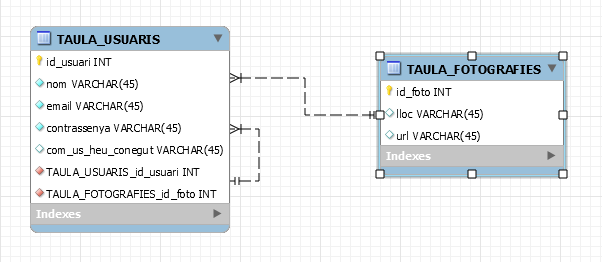 TAULA_USUARIS
id_usuari INT
nom VARCHAR(45)
email VARCHAR(45)
contrassenya VARCHAR(45)
com_us_heu_conegut VARCHAR(45)
TAULA_USUARIS_id_usuari INT
TAULA_FOTOGRAFIES_id_foto INT
Indexes
TAULA_FOTOGRAFIES
id_foto INT
lloc VARCHAR(45)
url VARCHAR(45)
Indexes